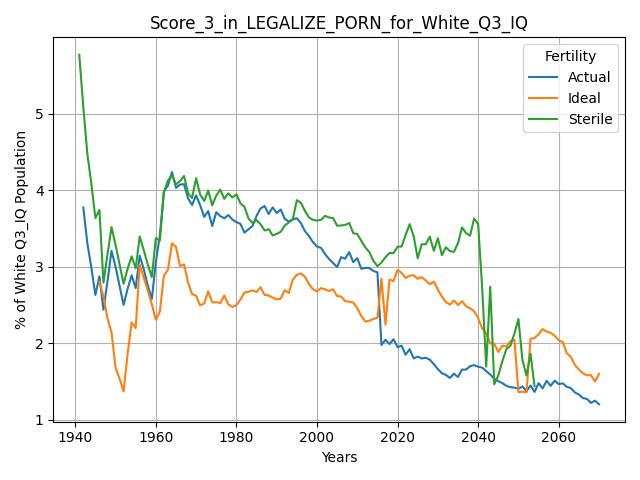 Score_3_in_LEGALIZE_PORN_for_White_Q3_IQ
Fertility
Actual
Ideal
Sterile
% of White Q3_IQ Population
5
4
3
2
1
1940 1960 1980 2000 2020 2040 2060
Years